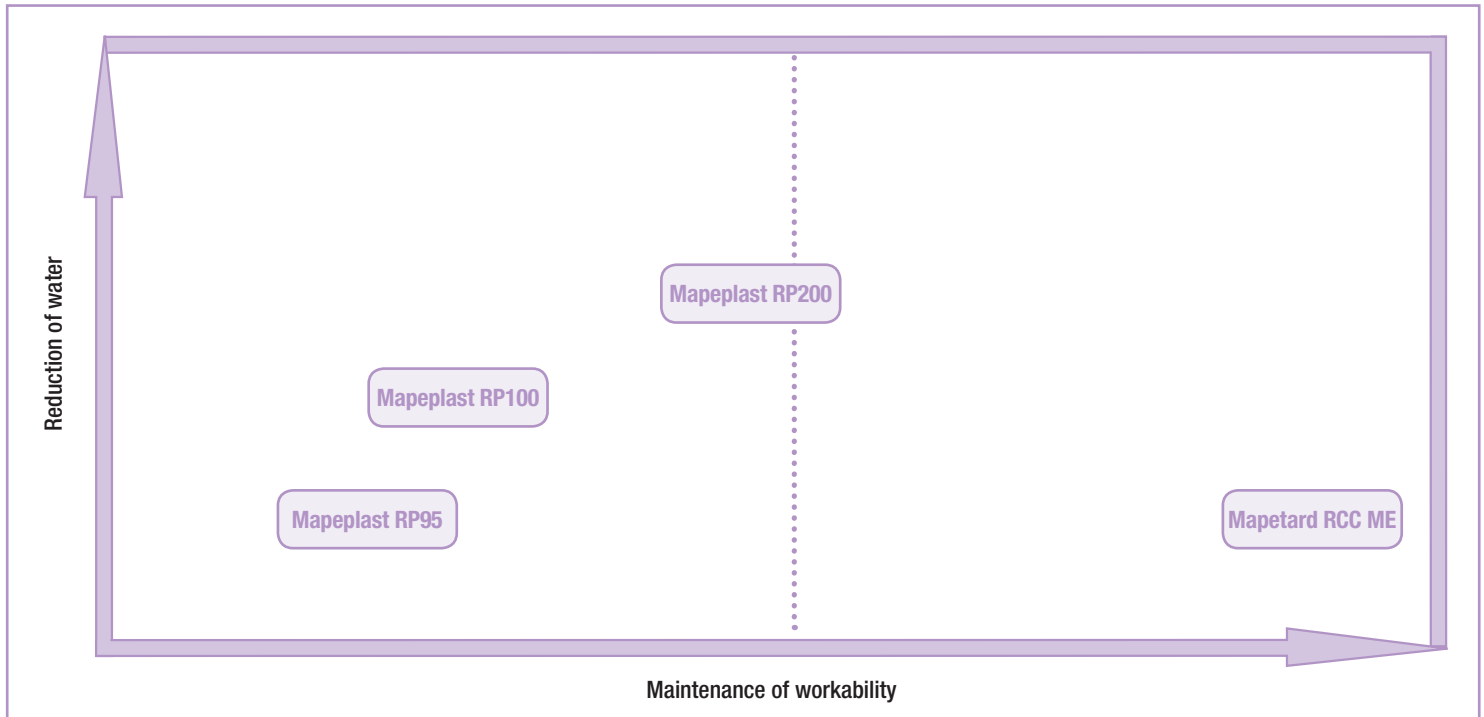 Reduction of water
Mapeplast RP200
Mapeplast RP100
Mapeplast RP95
Mapetard RCC ME
Maintenance of workability